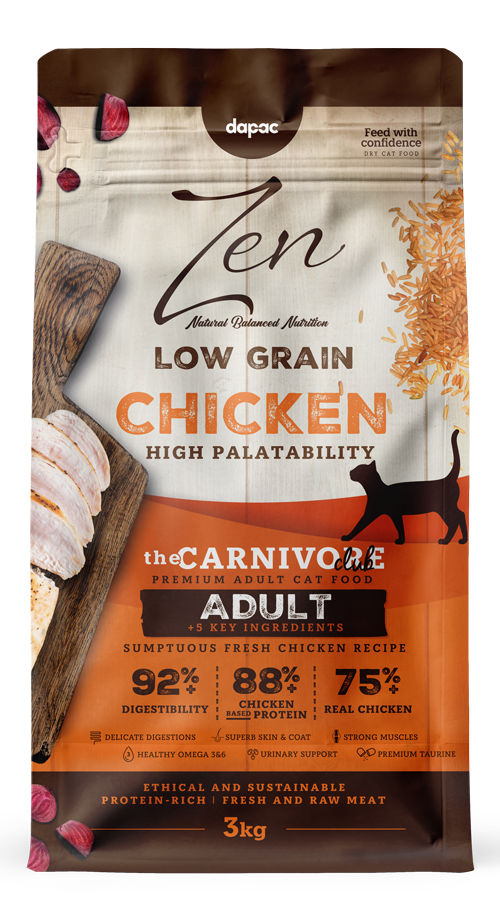 dapac
Feed with
confidence
DRY CAT FOOD
Zen
Natural Balanced Nutrition
LOW GRAIN
CHICKEN
HIGH PALATABILITY
the CARNIVORE club
PREMIUM ADULT CAT FOOD
ADULT
+5 KEY INGREDIENTS
SUMPTUOUS FRESH CHICKEN RECIPE
92%+ 88%+ 75%+
DIGESTIBILITY CHICKEN BASED PROTEIN REAL CHICKEN
DELICATE DIGESTIONS SUPERB SKIN & COAT STRONG MUSCLES
3 HEALTHY OMEGA 3&6 URINARY SUPPORT PREMIUM TAURINE
ETHICAL AND SUSTAINABLE
PROTEIN-RICH | FRESH AND RAW MEAT
3kg